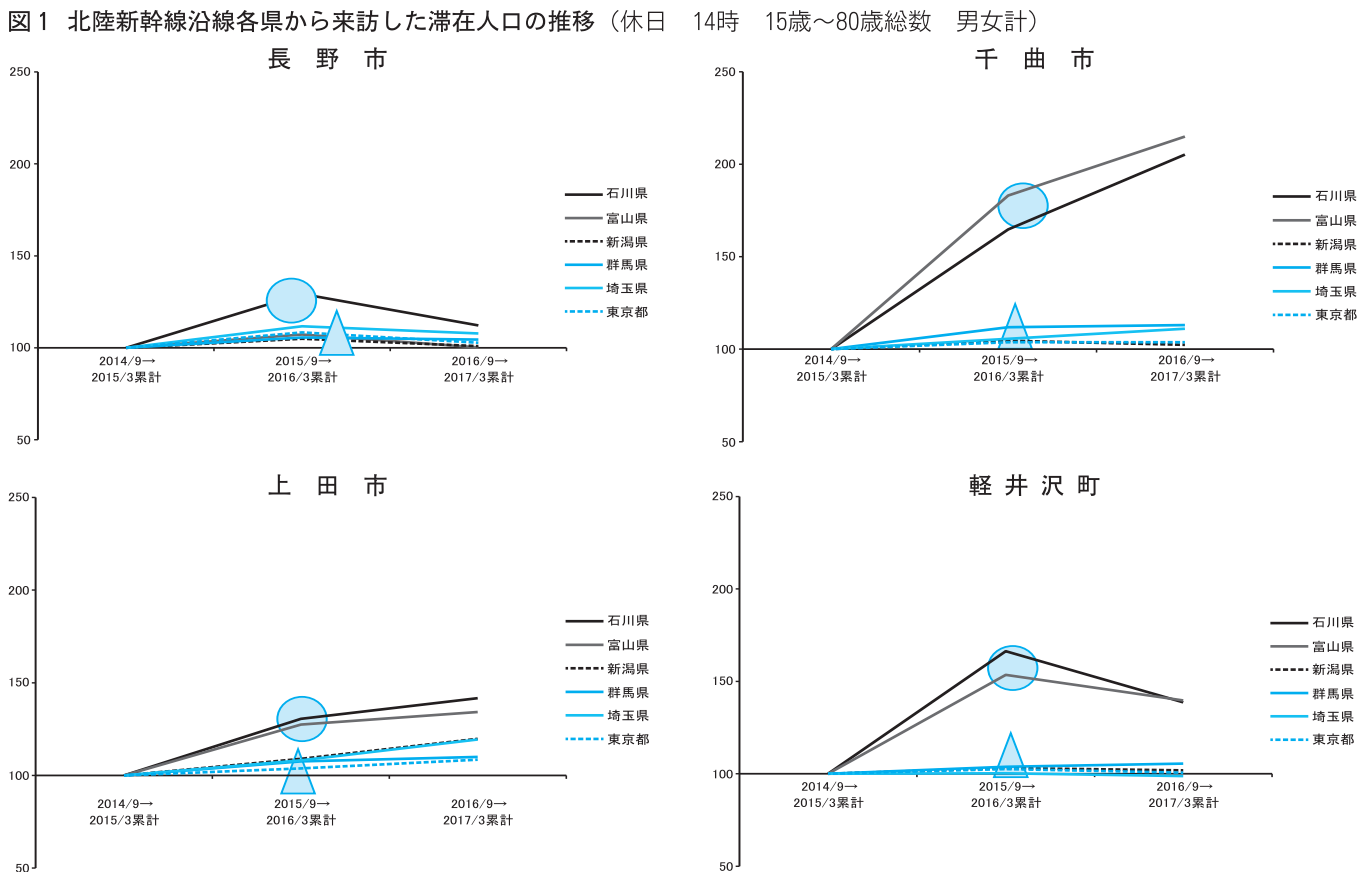 図1 北陸新幹線沿線各県から来訪した滞在人口の推移（休日　14時　15歳～80歳総数　男女計）
長　野　市
250
200
150
100
50
2014/9→
2015/3累計
2015/9→
2016/3累計
2016/9→
2017/3累計
石川県
富山県
新潟県
群馬県
埼玉県
東京都
千　曲　市
250
200
150
100
50
2014/9→
2015/3累計
2015/9→
2016/3累計
2016/9→
2017/3累計
石川県
富山県
新潟県
群馬県
埼玉県
東京都
上　田　市
250
200
150
100
50
2014/9→
2015/3累計
2015/9→
2016/3累計
2016/9→
2017/3累計
石川県
富山県
新潟県
群馬県
埼玉県
東京都
軽 井 沢 町
250
200
150
100
50
2014/9→
2015/3累計
2015/9→
2016/3累計
2016/9→
2017/3累計
石川県
富山県
新潟県
群馬県
埼玉県
東京都